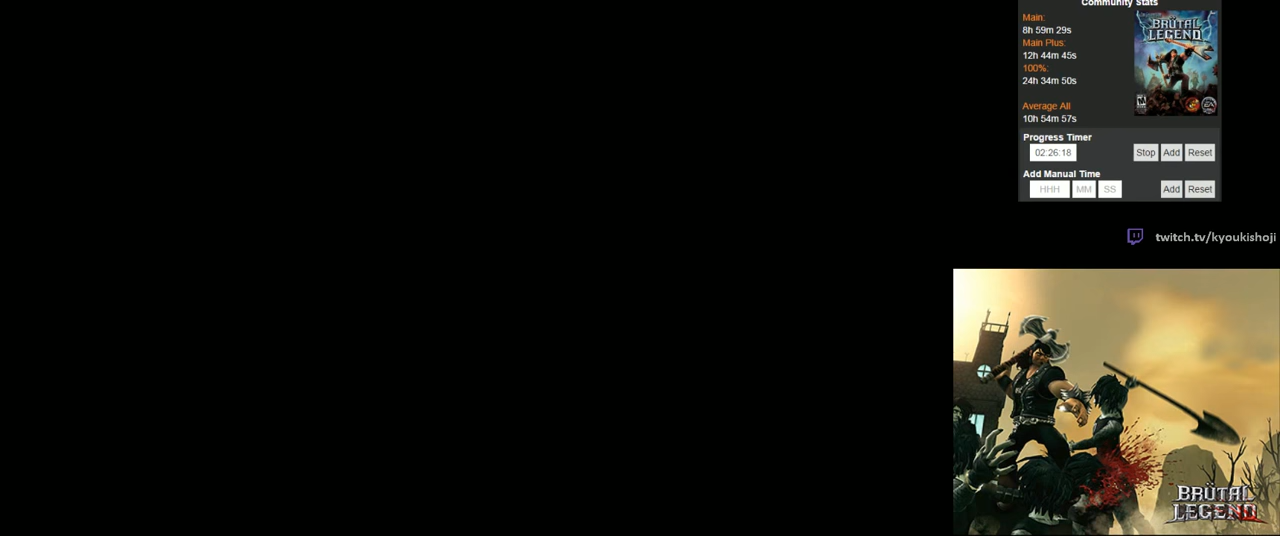 Community Stats
Main:
8h 59m 29s
Main Plus:
12h 44m 45s
100%:
24h 34m 50s
Average All
10h 54m 57s
BRÜTAL
LEGEND
Progress Timer
02:26:18 Stop Add Reset
Add Manual Time
HHH MM SS Add Reset
twitch.tv/kyoukishoji
BRÜTAL
LEGEND